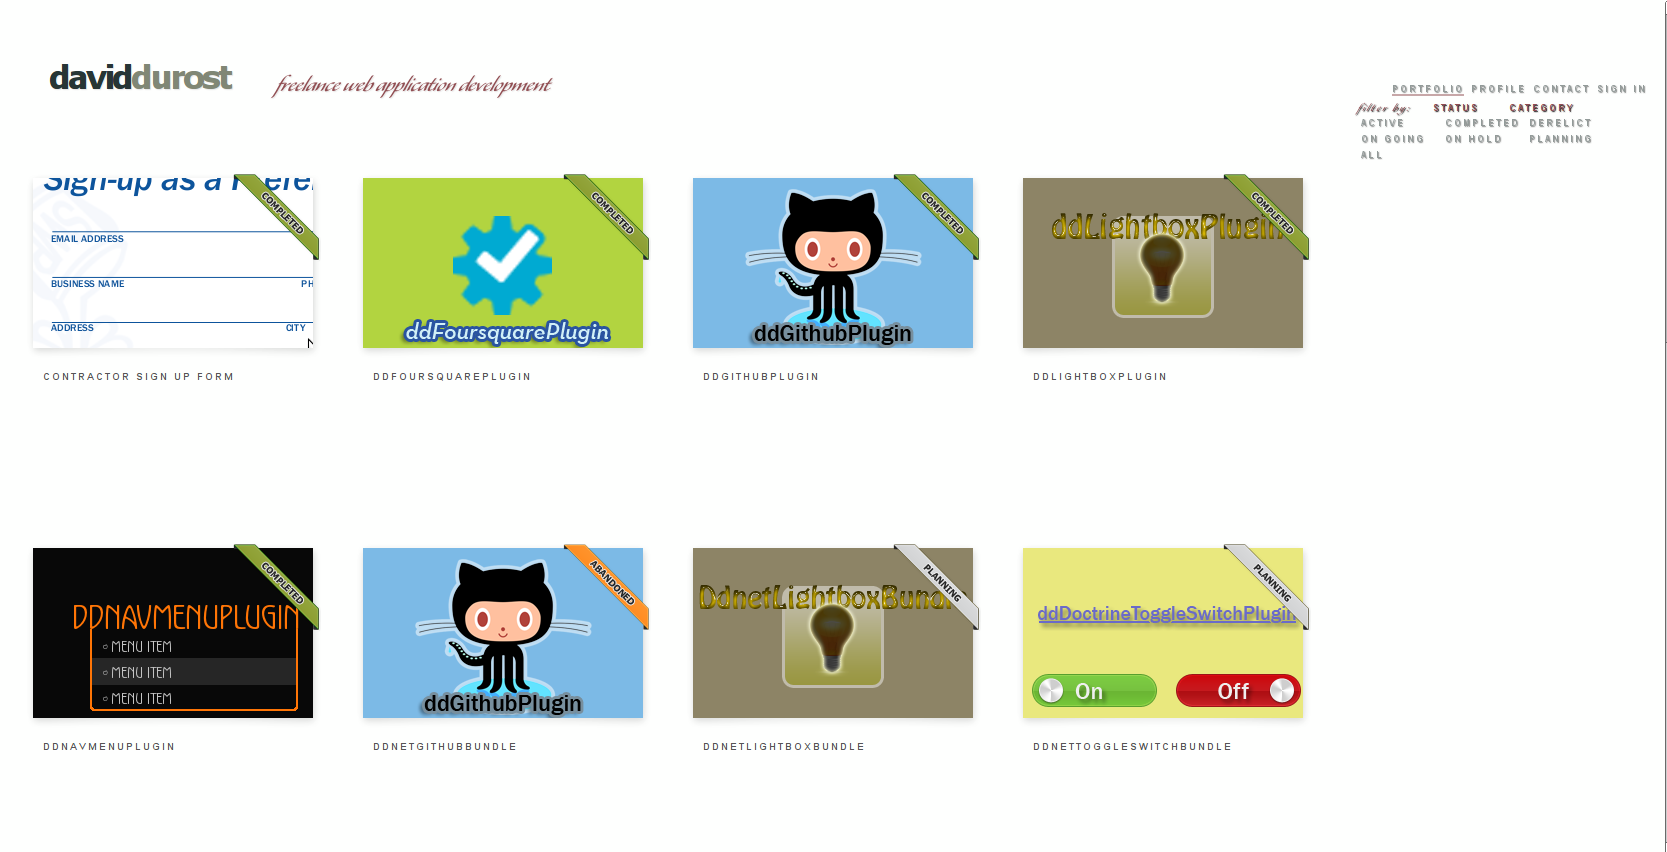 daviddurost
freelance web application development
PORTFOLIO PROFILE CONTACT SIGN IN
filter by: STATUS CATEGORY
ACTIVE COMPLETED DERELICT
ON GOING ON HOLD PLANNING
ALL
Sign-up as a
COMPLETED
EMAIL ADDRESS
BUSINESS NAME PH
ADDRESS CITY
N
CONTRACTOR SIGN UP FORM
COMPLETED
ddFoursquarePlugin
DDFOURSQUAREPLUGIN
COMPLETED
ddGithubPlugin
DDGITHUBPLUGIN
COMPLETED
ddLightboxPlugin
DDLIGHTBOXPLUGIN
COMPLETED
DDNAVMENUPLUGIN
MENU ITEM
MENU ITEM
MENU ITEM
DDNAVMENUPLUGIN
ABANDONED
ddGithubPlugin
DDNETGITHUBBUNDLE
PLANNING
DdnetLightboxBund
DDNETLIGHTBOXBUNDLE
PLANNING
ddDoctrineToggleSwitchPlugin
On Off
DDNETTOGGLESWITCHBUNDLE